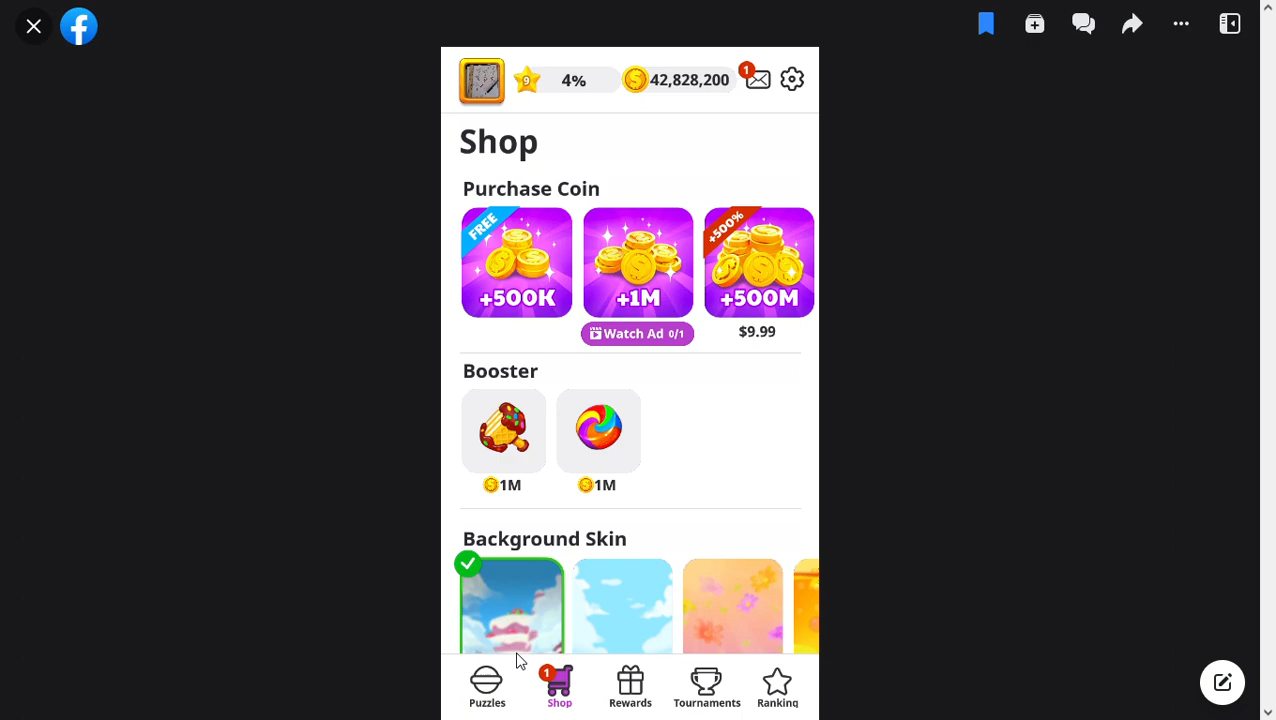 9 4% 42,828,200 1
Shop
Purchase Coin
FREE +500%
+500K +1M +500M
Watch Ad 0/1 $9.99
Booster
1M 1M
Background Skin
1
Puzzles Shop Rewards Tournaments Ranking